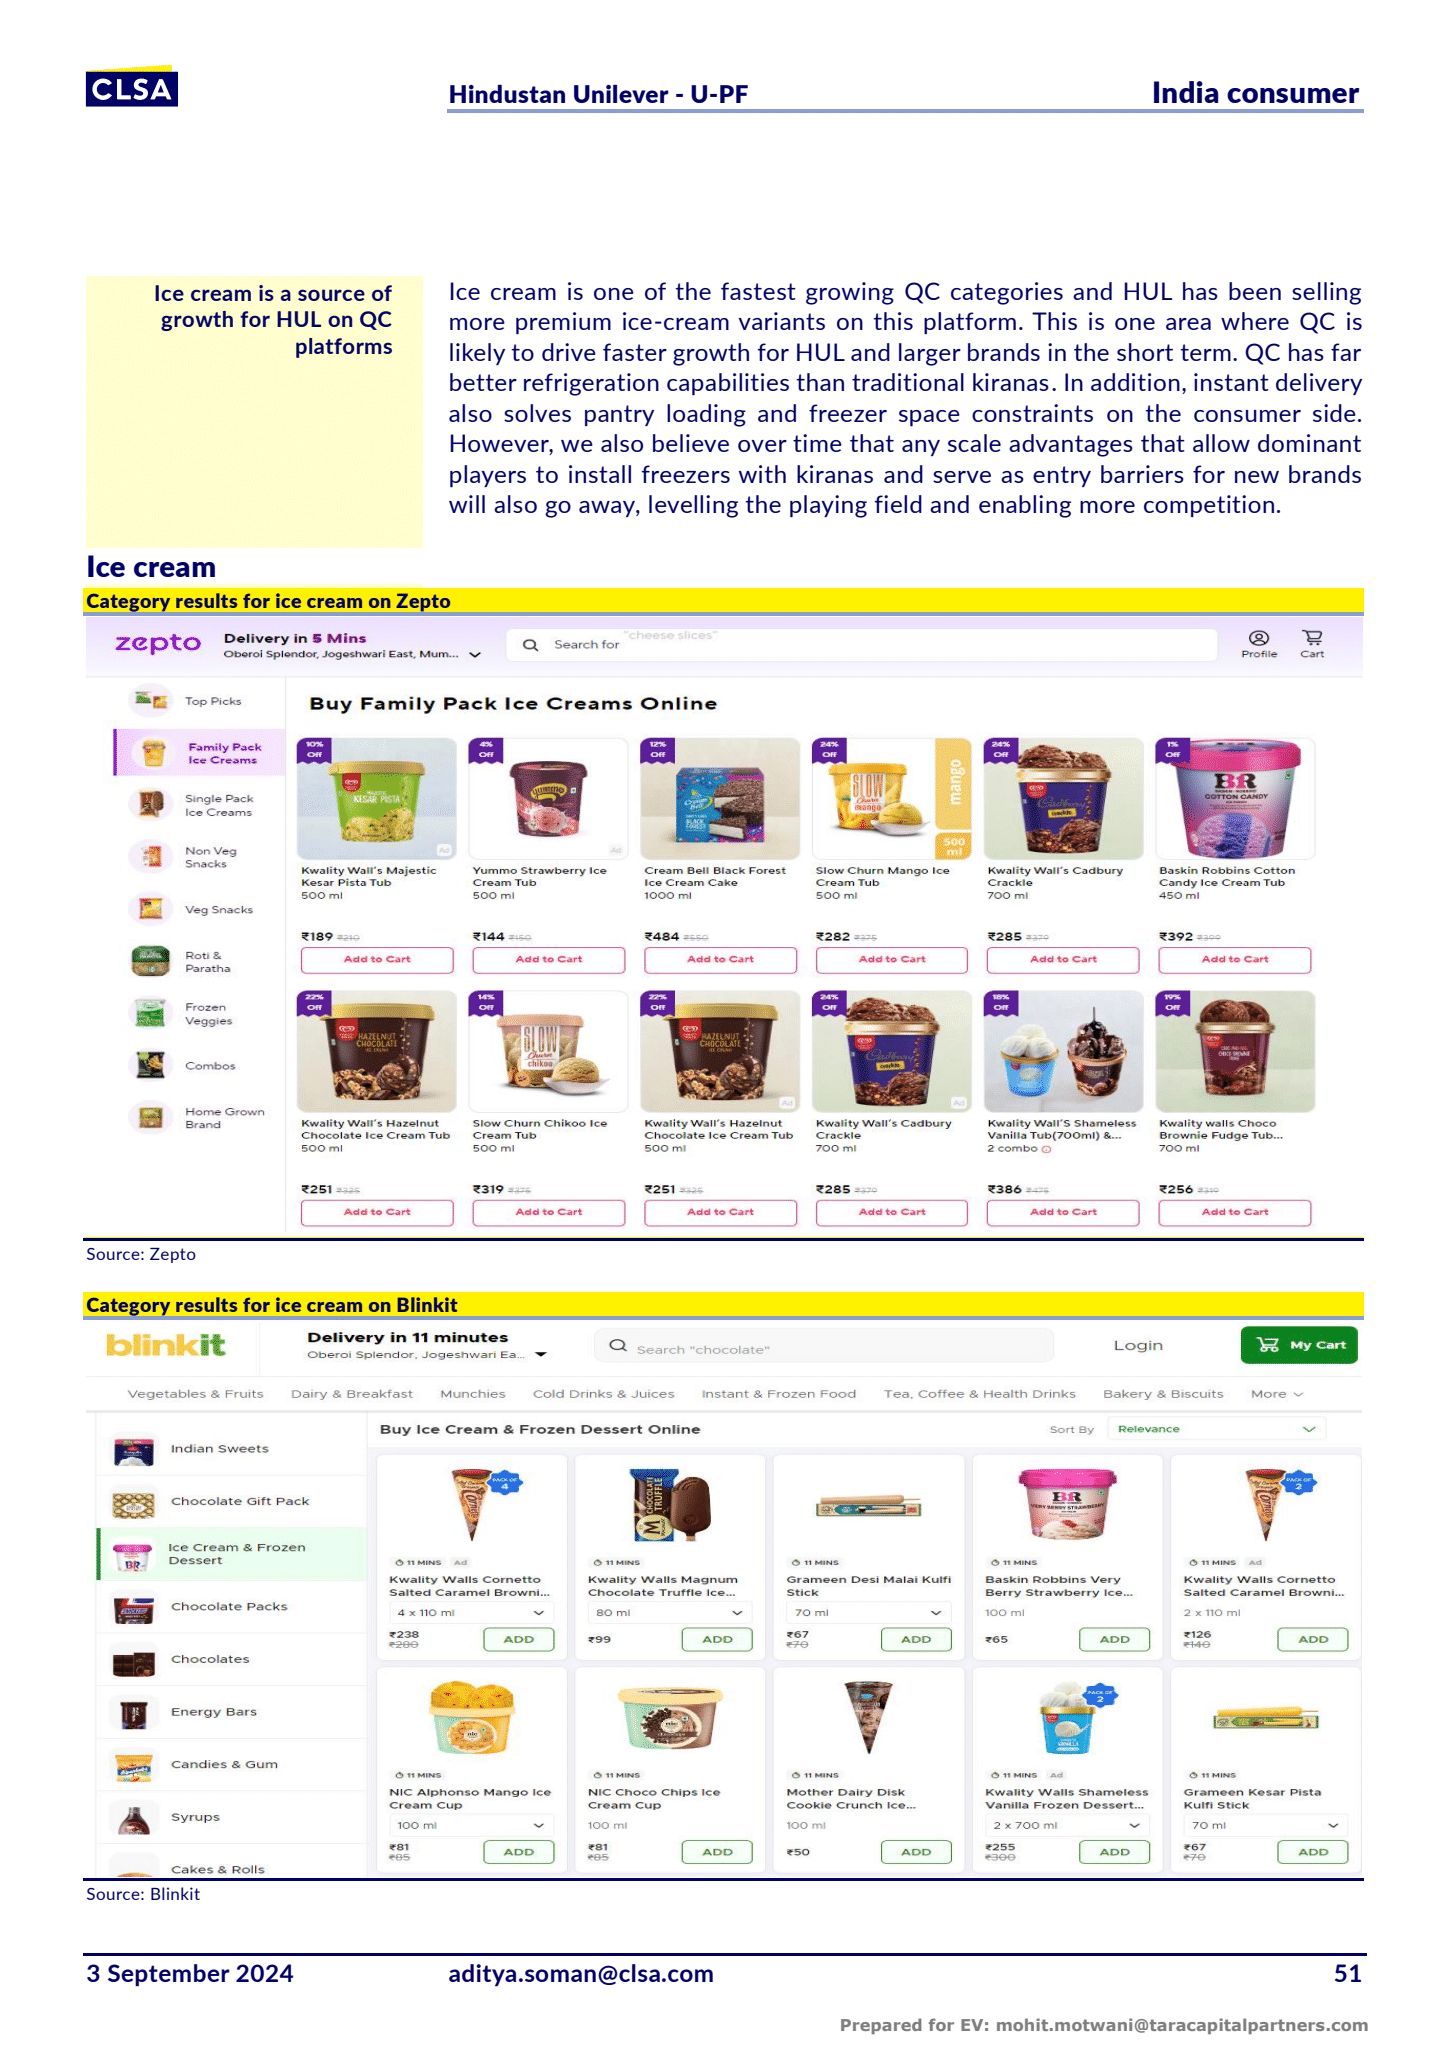 CLSA
Hindustan Unilever - U-PF
India consumer
Ice cream is a source of
growth for HUL on QC
platforms
Ice cream is one of the fastest growing QC categories and HUL has been selling
more premium ice-cream variants on this platform. This is one area where QC is
likely to drive faster growth for HUL and larger brands in the short term. QC has far
better refrigeration capabilities than traditional kiranas. In addition, instant delivery
also solves pantry loading and freezer space constraints on the consumer side.
However, we also believe over time that any scale advantages that allow dominant
players to install freezers with kiranas and serve as entry barriers for new brands
will also go away, levelling the playing field and enabling more competition.
Ice cream
Category results for ice cream on Zepto
zepto
Delivery in 5 Mins
Oberoi Splendor, Jogeshwari East, Mum...
Search for "cheese slices"
Profile
Cart
Top Picks
Family Pack
Ice Creams
Single Pack
Ice Creams
Non Veg
Snacks
Veg Snacks
Roti &
Paratha
Frozen
Veggies
Combos
Home Grown
Brand
Buy Family Pack Ice Creams Online
10% Off 4% Off 12% Off 24% Off 24% Off 1% Off
mango
500 ml
Kwality Wall's Majestic
Kesar Pista Tub
500 ml
₹189 ₹210
Add to Cart
Yummo Strawberry Ice
Cream Tub
500 ml
₹144 ₹150
Add to Cart
Cream Bell Black Forest
Ice Cream Cake
1000 ml
₹484 ₹550
Add to Cart
Slow Churn Mango Ice
Cream Tub
500 ml
₹282 ₹375
Add to Cart
Kwality Wall's Cadbury
Crackle
700 ml
₹285 ₹370
Add to Cart
Baskin Robbins Cotton
Candy Ice Cream Tub
450 ml
₹392 ₹399
Add to Cart
22% Off 14% Off 22% Off 24% Off 18% Off 19% Off
Kwality Wall's Hazelnut
Chocolate Ice Cream Tub
500 ml
₹251 ₹325
Add to Cart
Slow Churn Chikoo Ice
Cream Tub
500 ml
₹319 ₹375
Add to Cart
Kwality Wall's Hazelnut
Chocolate Ice Cream Tub
500 ml
₹251 ₹325
Add to Cart
Kwality Wall's Cadbury
Crackle
700 ml
₹285 ₹370
Add to Cart
Kwality Wall'S Shameless
Vanilla Tub(700ml) &...
2 combo
₹386 ₹475
Add to Cart
Kwality walls Choco
Brownie Fudge Tub...
700 ml
₹256 ₹319
Add to Cart
Source: Zepto
Category results for ice cream on Blinkit
blinkit
Delivery in 11 minutes
Oberoi Splendor, Jogeshwari Ea...
Search "chocolate"
Login
My Cart
Vegetables & Fruits
Dairy & Breakfast
Munchies
Cold Drinks & Juices
Instant & Frozen Food
Tea, Coffee & Health Drinks
Bakery & Biscuits
More
Indian Sweets
Chocolate Gift Pack
Ice Cream & Frozen
Dessert
Chocolate Packs
Chocolates
Energy Bars
Candies & Gum
Syrups
Cakes & Rolls
Buy Ice Cream & Frozen Dessert Online
Sort By
Relevance
PACK OF 4
11 MINS Ad
Kwality Walls Cornetto
Salted Caramel Browni...
4 x 110 ml
₹238
₹280
ADD
11 MINS
Kwality Walls Magnum
Chocolate Truffle Ice...
80 ml
₹99
ADD
11 MINS
Grameen Desi Malai Kulfi
Stick
70 ml
₹67
₹70
ADD
11 MINS
Baskin Robbins Very
Berry Strawberry Ice...
100 ml
₹65
ADD
PACK OF 2
11 MINS Ad
Kwality Walls Cornetto
Salted Caramel Browni...
2 x 110 ml
₹126
₹140
ADD
11 MINS
NIC Alphonso Mango Ice
Cream Cup
100 ml
₹81
₹85
ADD
11 MINS
NIC Choco Chips Ice
Cream Cup
100 ml
₹81
₹85
ADD
11 MINS
Mother Dairy Disk
Cookie Crunch Ice...
100 ml
₹50
ADD
PACK OF 2
11 MINS Ad
Kwality Walls Shameless
Vanilla Frozen Dessert...
2 x 700 ml
₹255
₹300
ADD
11 MINS
Grameen Kesar Pista
Kulfi Stick
70 ml
₹67
₹70
ADD
Source: Blinkit
3 September 2024
aditya.soman@clsa.com
51
Prepared for EV: mohit.motwani@taracapitalpartners.com